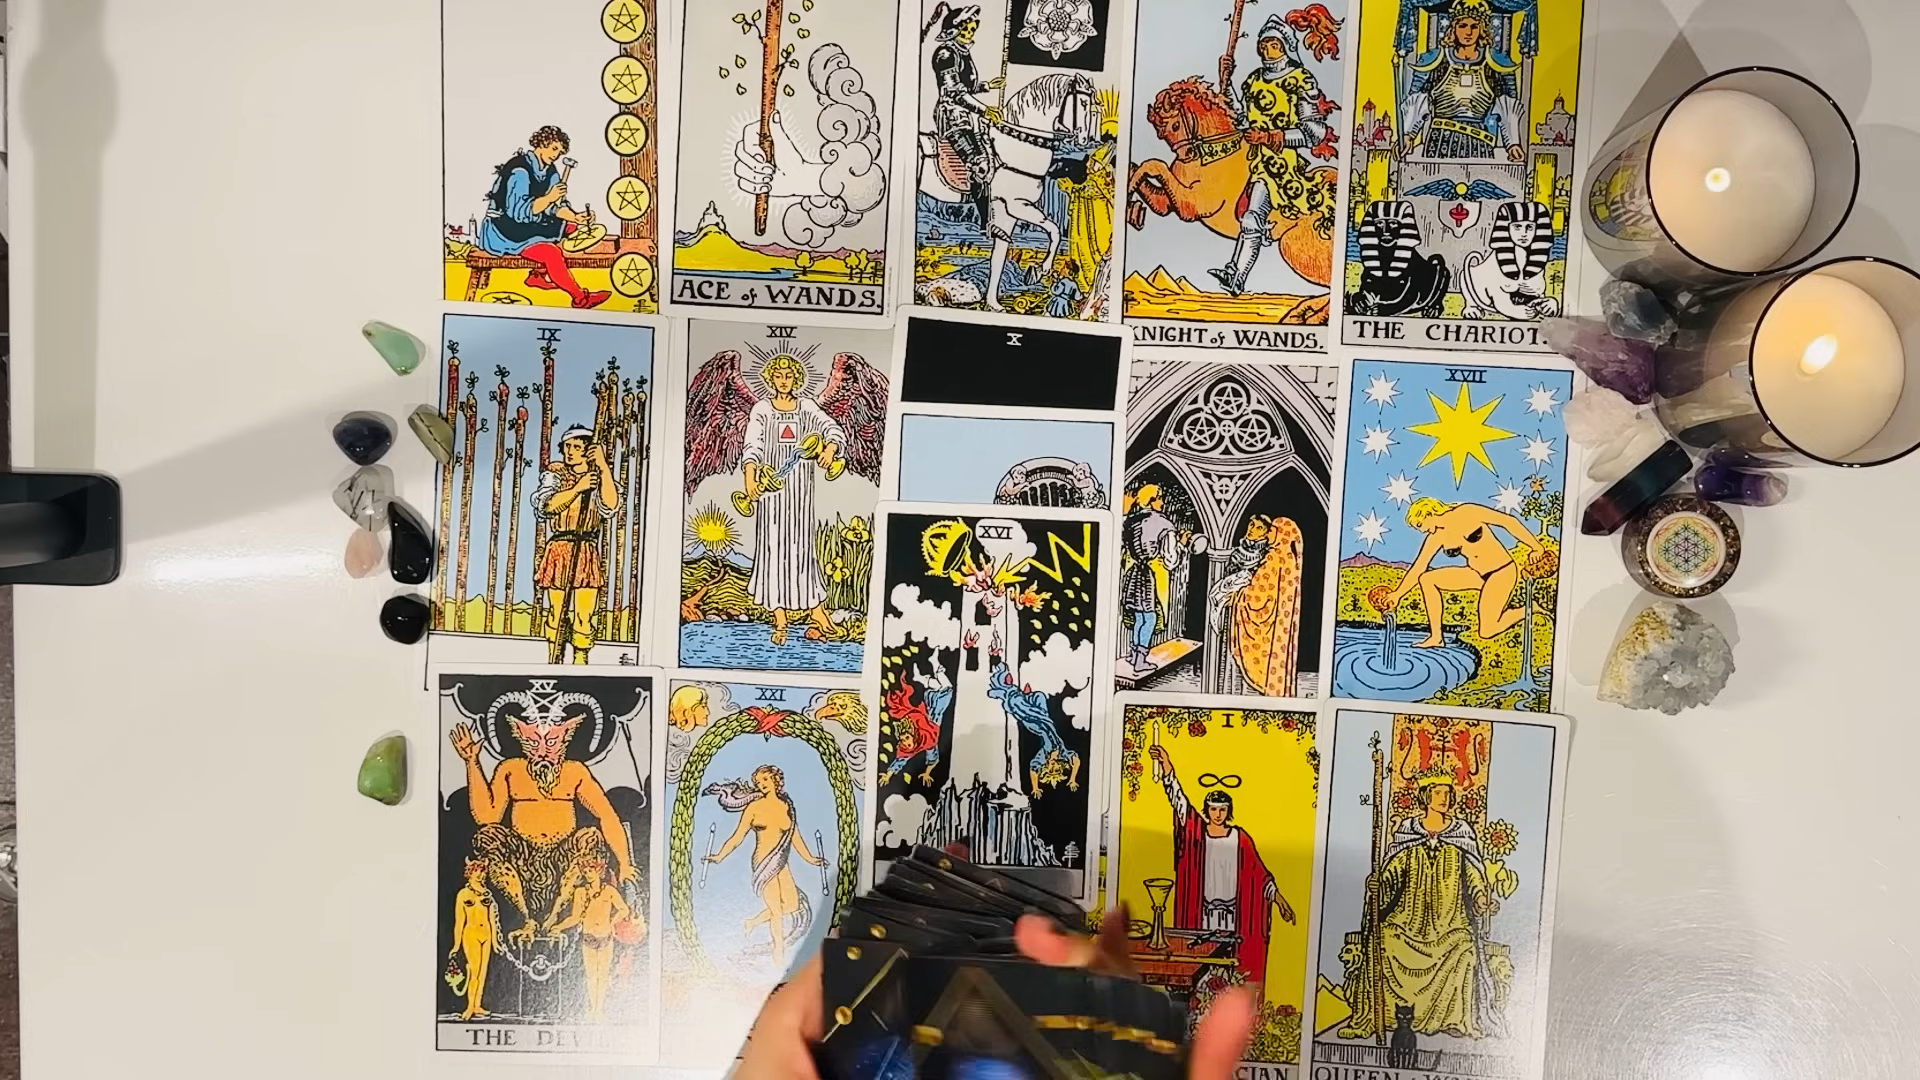 ACE of WANDS.
KNIGHT of WANDS.
THE CHARIOT.
IX
XIV
X
XVII
XVI
XV
XXI
I
THE DEVIL